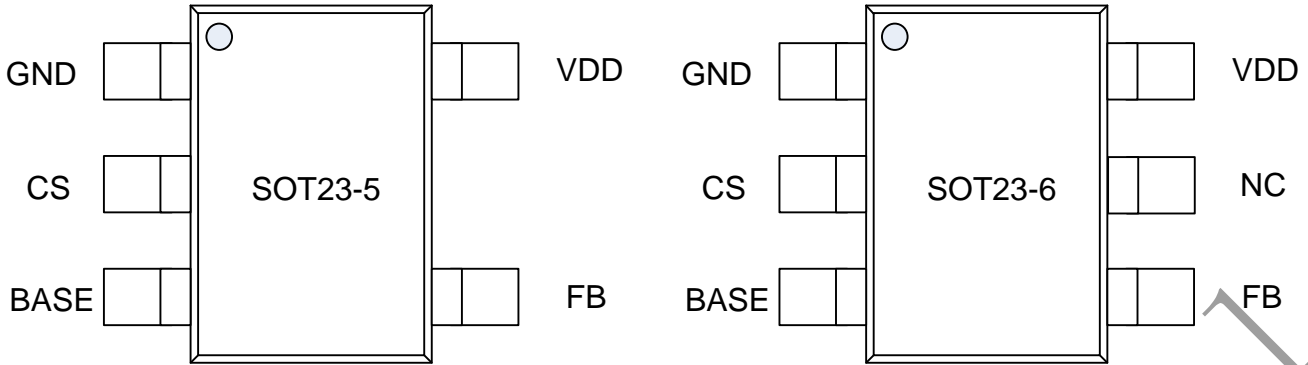 GND
CS
BASE
SOT23-5
VDD
FB
GND
CS
BASE
SOT23-6
VDD
NC
FB